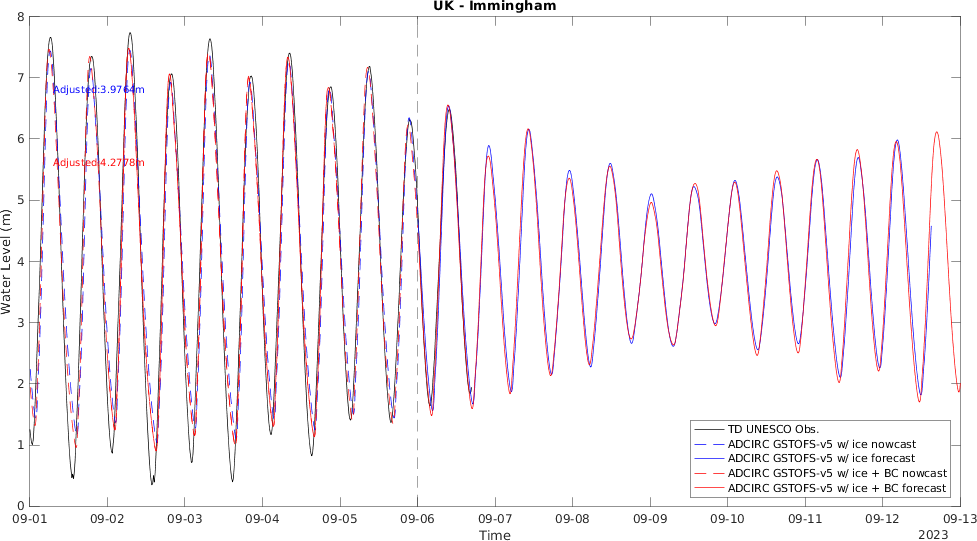 UK - Immingham
8
7
6
5
4
3
2
1
0
Water Level (m)
Adjusted:3.9764m
Adjusted:4.2778m
TD UNESCO Obs.
ADCIRC GSTOFS-v5 w/ ice nowcast
ADCIRC GSTOFS-v5 w/ ice forecast
ADCIRC GSTOFS-v5 w/ ice + BC nowcast
ADCIRC GSTOFS-v5 w/ ice + BC forecast
09-01 09-02 09-03 09-04 09-05 09-06 09-07 09-08 09-09 09-10 09-11 09-12 09-13
Time
2023